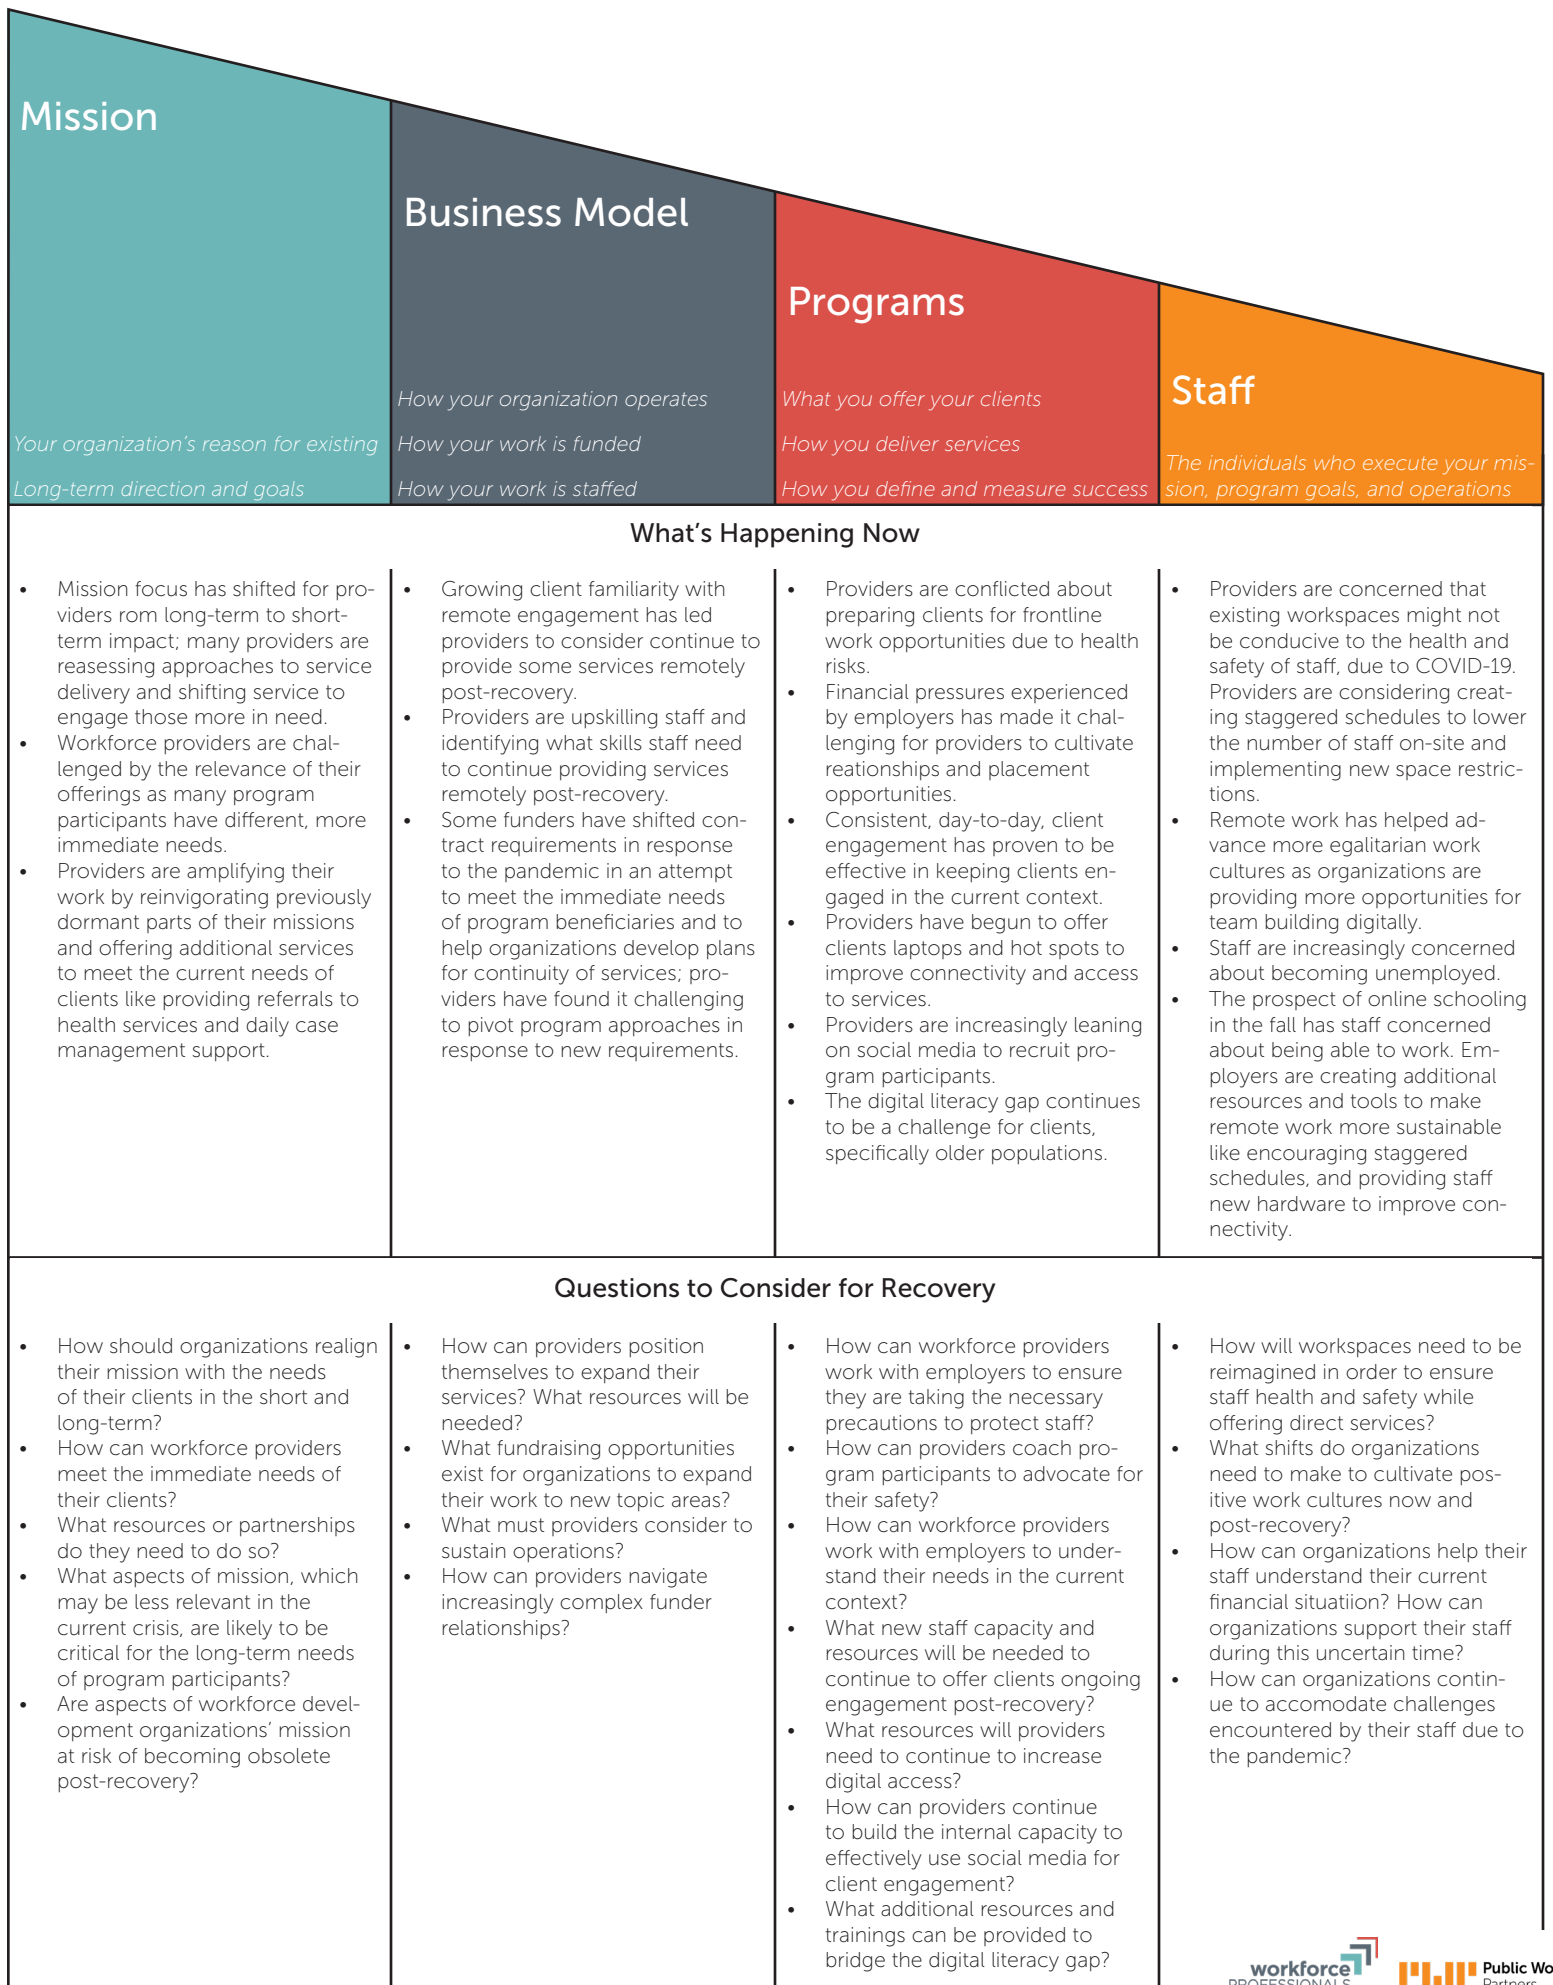 Mission
Your organization's reason for existing
Long-term direction and goals
Business Model
How your organization operates
How your work is funded
How your work is staffed
Programs
What you offer your clients
How you deliver services
How you define and measure success
Staff
The individuals who execute your mis-
sion, program goals, and operations
What's Happening Now
• Mission focus has shifted for pro-
viders rom long-term to short-
term impact; many providers are
reassessing approaches to service
delivery and shifting service to
engage those more in need.
• Workforce providers are chal-
lenged by the relevance of their
offerings as many program
participants have different, more
immediate needs.
• Providers are amplifying their
work by reinvigorating previously
dormant parts of their missions
and offering additional services
to meet the current needs of
clients like providing referrals to
health services and daily case
management support.
• Growing client familiarity with
remote engagement has led
providers to consider continue to
provide some services remotely
post-recovery.
• Providers are upskilling staff and
identifying what skills staff need
to continue providing services
remotely post-recovery.
• Some funders have shifted con-
tract requirements in response
to the pandemic in an attempt
to meet the immediate needs
of program beneficiaries and to
help organizations develop plans
for continuity of services; pro-
viders have found it challenging
to pivot program approaches in
response to new requirements.
• Providers are conflicted about
preparing clients for frontline
work opportunities due to health
risks.
• Financial pressures experienced
by employers has made it chal-
lenging for providers to cultivate
reationships and placement
opportunities.
• Consistent, day-to-day, client
engagement has proven to be
effective in keeping clients en-
gaged in the current context.
• Providers have begun to offer
clients laptops and hot spots to
improve connectivity and access
to services.
• Providers are increasingly leaning
on social media to recruit pro-
gram participants.
• The digital literacy gap continues
to be a challenge for clients,
specifically older populations.
• Providers are concerned that
existing workspaces might not
be conducive to the health and
safety of staff, due to COVID-19.
Providers are considering creat-
ing staggered schedules to lower
the number of staff on-site and
implementing new space restric-
tions.
• Remote work has helped ad-
vance more egalitarian work
cultures as organizations are
providing more opportunities for
team building digitally.
• Staff are increasingly concerned
about becoming unemployed.
• The prospect of online schooling
in the fall has staff concerned
about being able to work. Em-
ployers are creating additional
resources and tools to make
remote work more sustainable
like encouraging staggered
schedules, and providing staff
new hardware to improve con-
nectivity.
Questions to Consider for Recovery
• How should organizations realign
their mission with the needs
of their clients in the short and
long-term?
• How can workforce providers
meet the immediate needs of
their clients?
• What resources or partnerships
do they need to do so?
• What aspects of mission, which
may be less relevant in the
current crisis, are likely to be
critical for the long-term needs
of program participants?
• Are aspects of workforce devel-
opment organizations' mission
at risk of becoming obsolete
post-recovery?
• How can providers position
themselves to expand their
services? What resources will be
needed?
• What fundraising opportunities
exist for organizations to expand
their work to new topic areas?
• What must providers consider to
sustain operations?
• How can providers navigate
increasingly complex funder
relationships?
• How can workforce providers
work with employers to ensure
they are taking the necessary
precautions to protect staff?
• How can providers coach pro-
gram participants to advocate for
their safety?
• How can workforce providers
work with employers to under-
stand their needs in the current
context?
• What new staff capacity and
resources will be needed to
continue to offer clients ongoing
engagement post-recovery?
• What resources will providers
need to continue to increase
digital access?
• How can providers continue
to build the internal capacity to
effectively use social media for
client engagement?
• What additional resources and
trainings can be provided to
bridge the digital literacy gap?
• How will workspaces need to be
reimagined in order to ensure
staff health and safety while
offering direct services?
• What shifts do organizations
need to make to cultivate pos-
itive work cultures now and
post-recovery?
• How can organizations help their
staff understand their current
financial situatiion? How can
organizations support their staff
during this uncertain time?
• How can organizations contin-
ue to accomodate challenges
encountered by their staff due to
the pandemic?
workforce
PROFESSIONALS
Public Wo
Partners